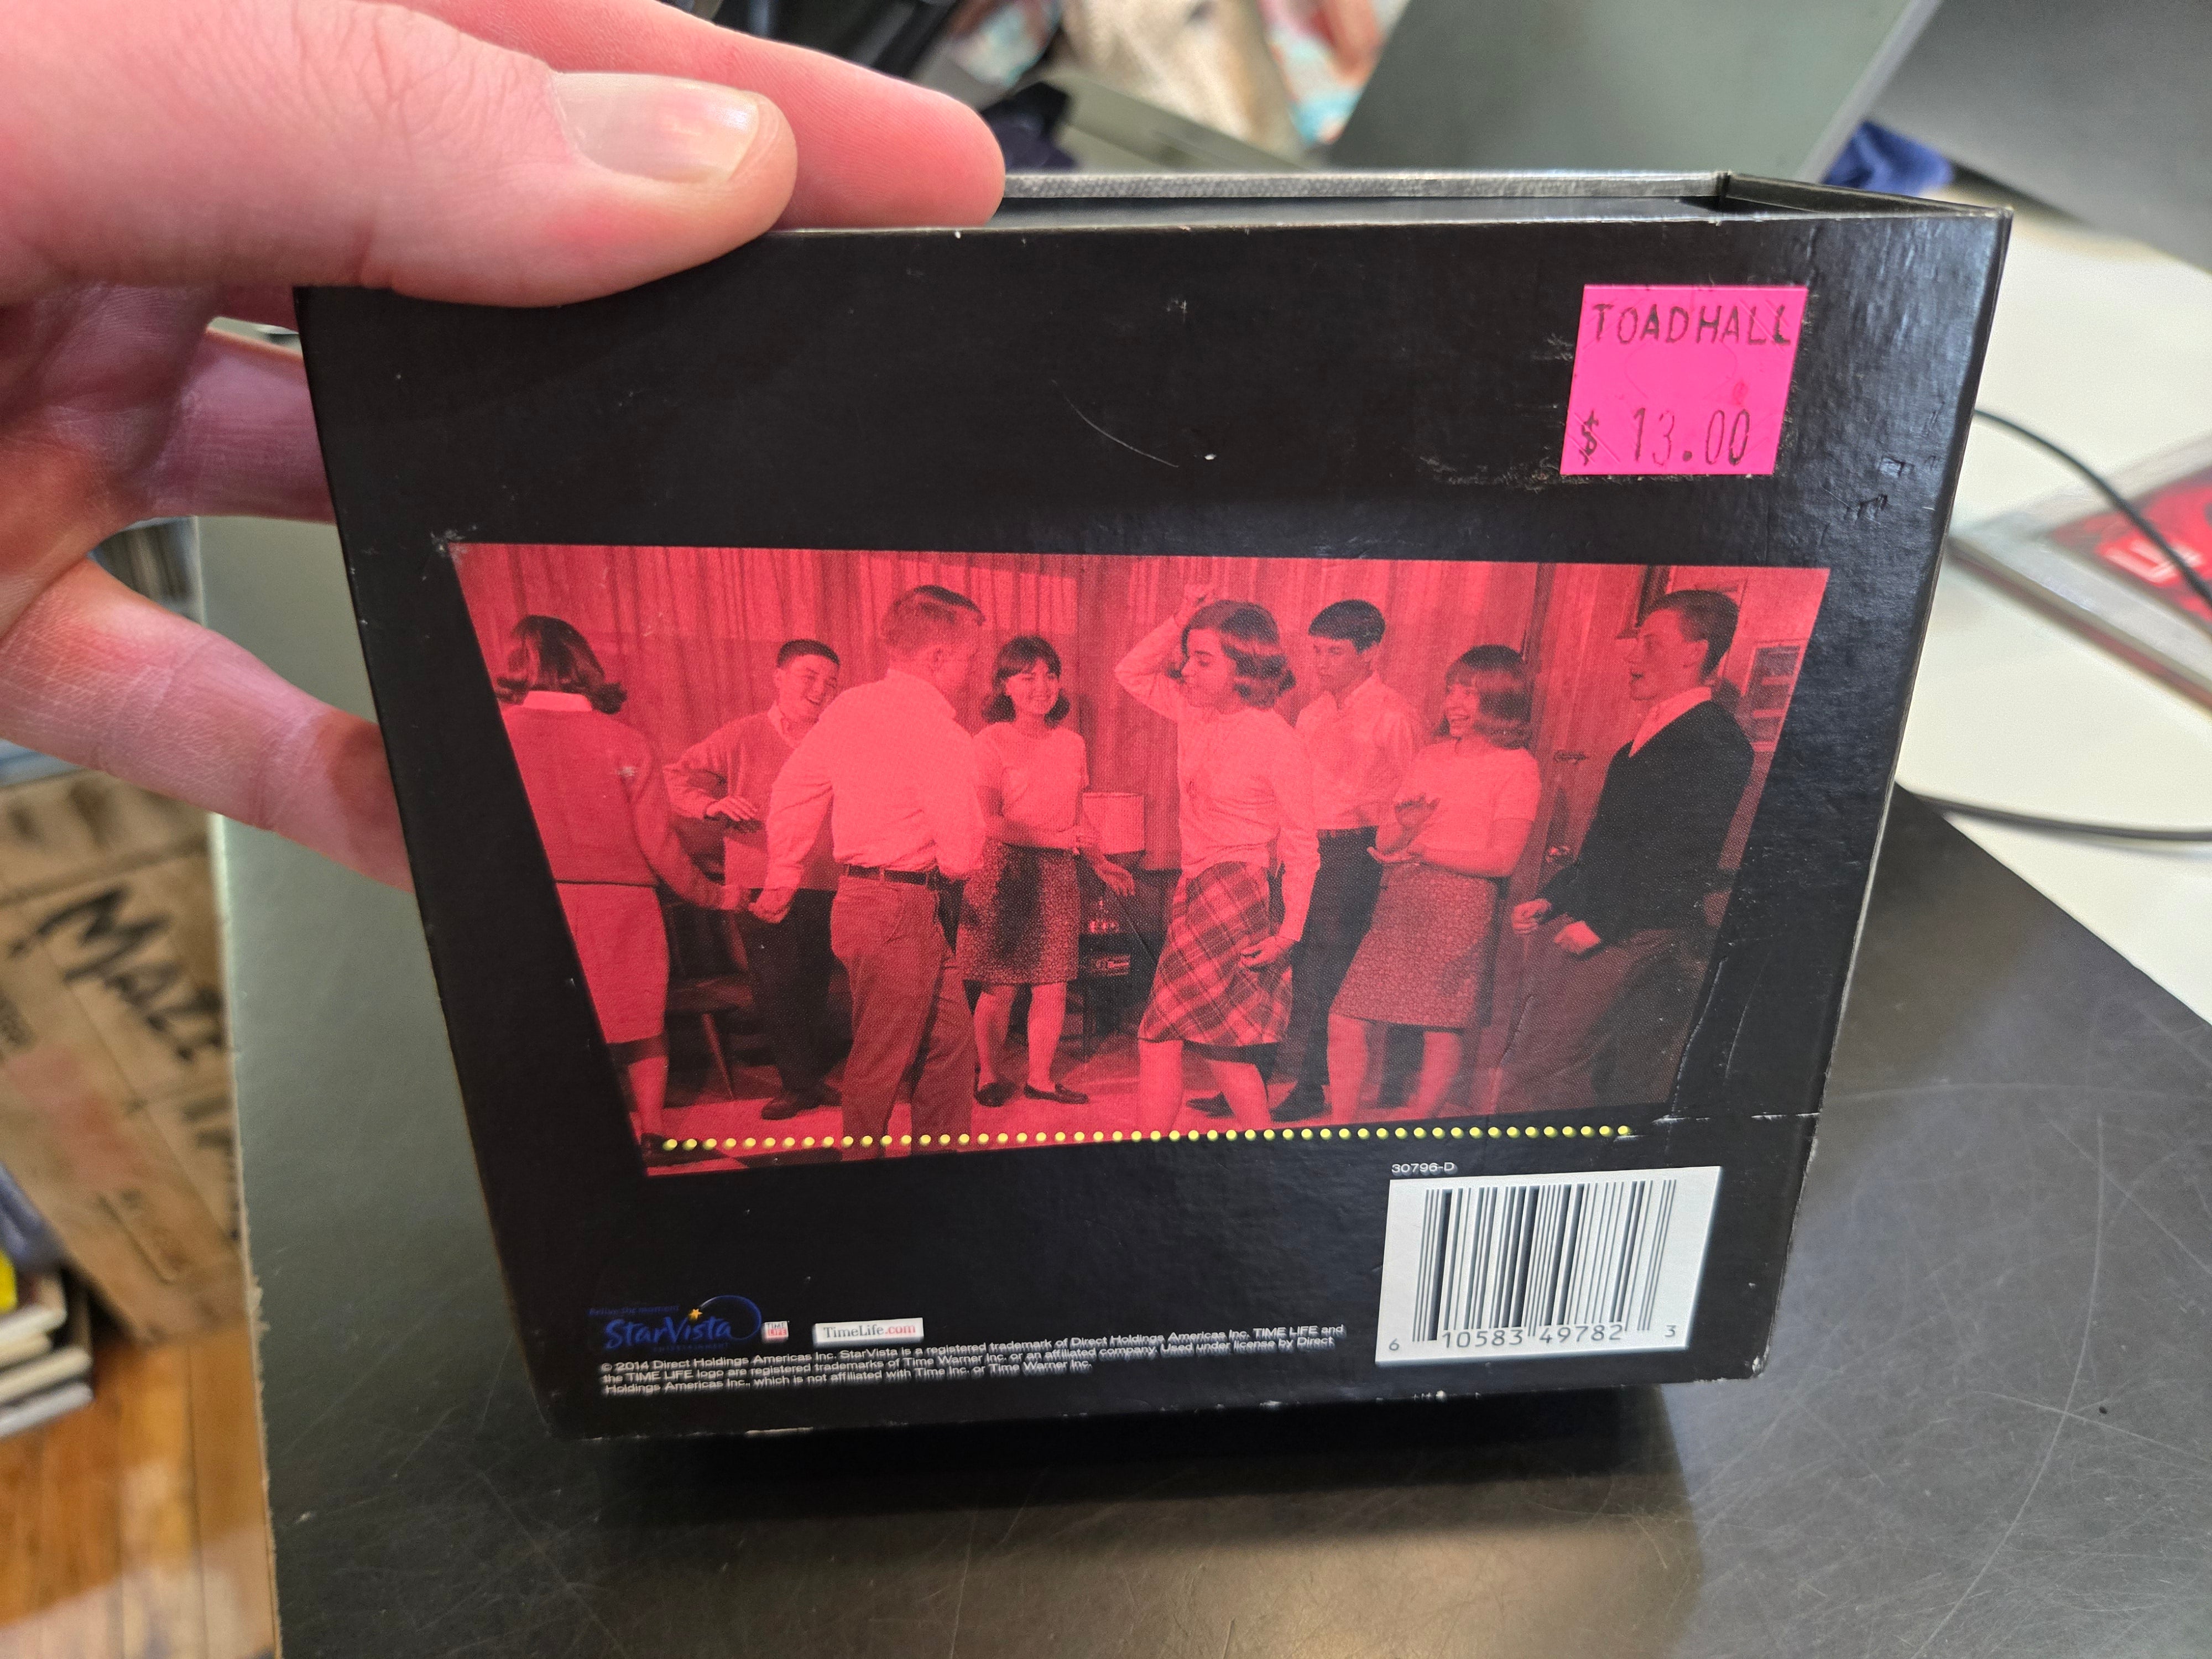 TOADHALL
$ 13.00
30796-D
6 10583 49782 3
StarVista
TIME LIFE
TimeLife.com
© 2014 Direct Holdings Americas Inc. StarVista is a registered trademark of Direct Holdings Americas Inc. TIME LIFE and
the TIME LIFE logo are registered trademarks of Time Warner Inc. or an affiliated company. Used under license by Direct
Holdings Americas Inc., which is not affiliated with Time Inc. or Time Warner Inc.